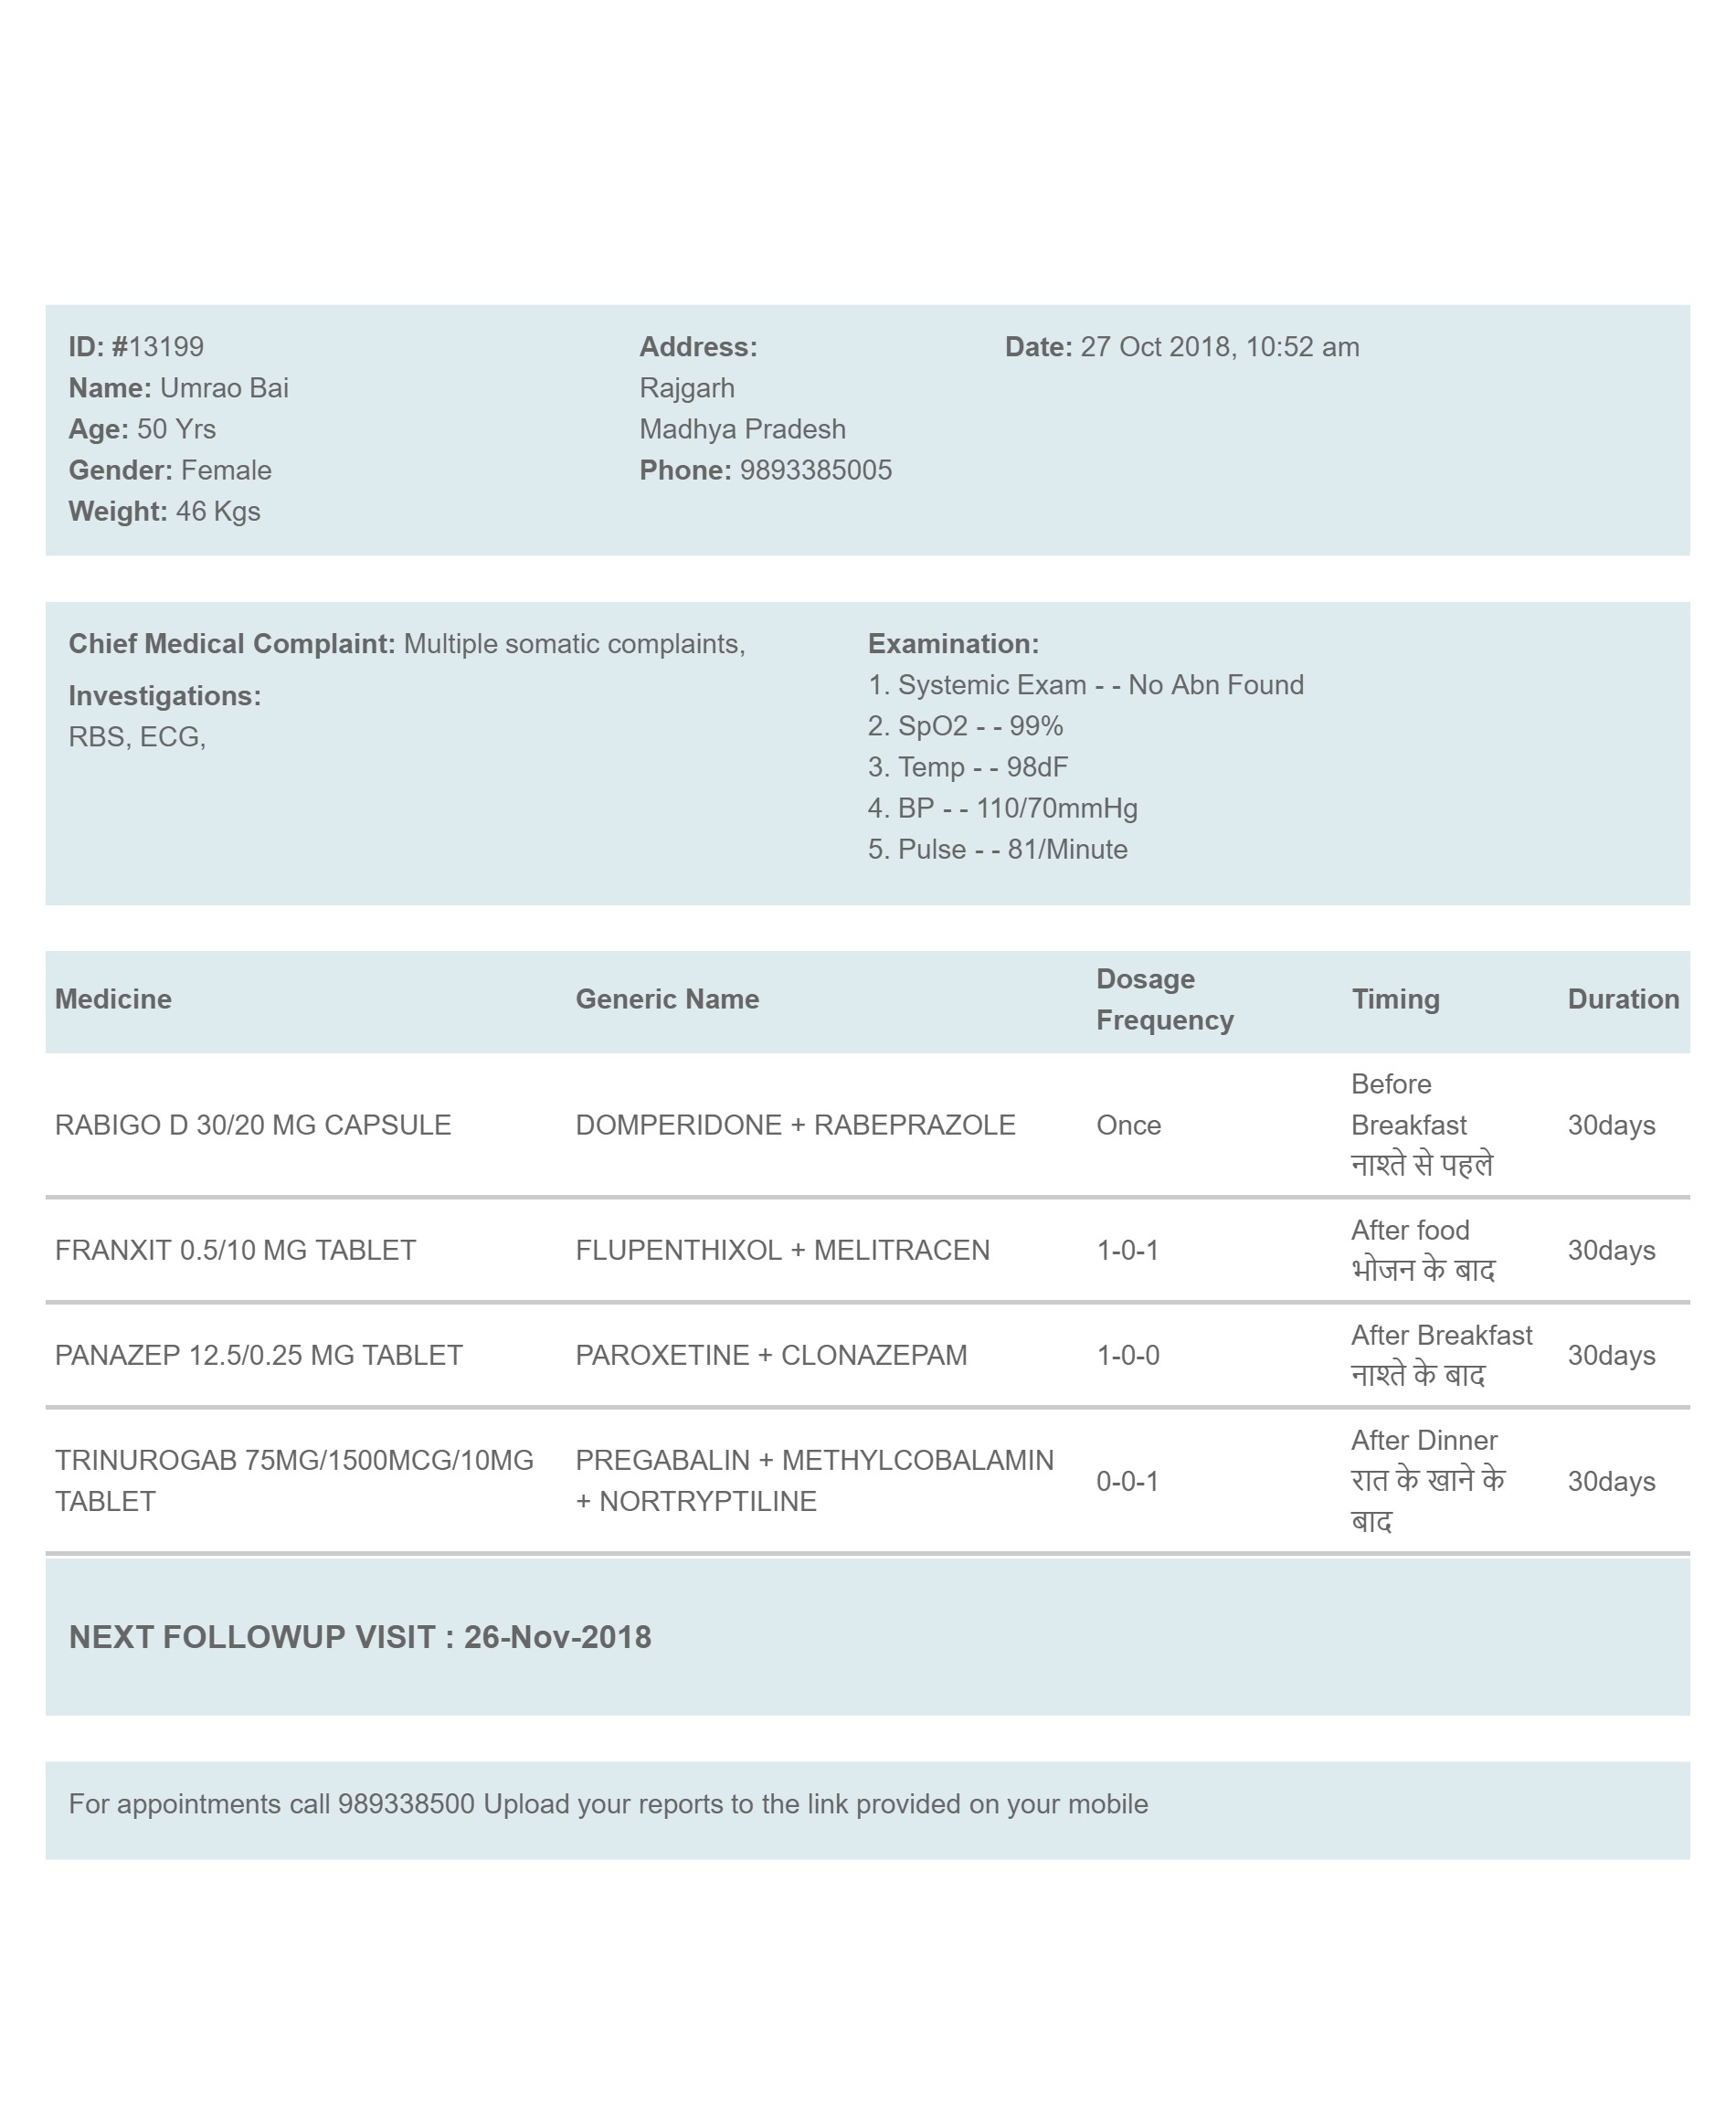 ID: #13199
Name: Umrao Bai
Age: 50 Yrs
Gender: Female
Weight: 46 Kgs
Address:
Rajgarh
Madhya Pradesh
Phone: 9893385005
Date: 27 Oct 2018, 10:52 am
Chief Medical Complaint: Multiple somatic complaints,
Investigations:
RBS, ECG,
Examination:
1. Systemic Exam - - No Abn Found
2. SpO2 - - 99%
3. Temp - - 98dF
4. BP - - 110/70mmHg
5. Pulse - - 81/Minute
Medicine Generic Name Dosage Frequency Timing Duration
RABIGO D 30/20 MG CAPSULE DOMPERIDONE + RABEPRAZOLE Once Before Breakfast नाश्ते से पहले 30days
FRANXIT 0.5/10 MG TABLET FLUPENTHIXOL + MELITRACEN 1-0-1 After food भोजन के बाद 30days
PANAZEP 12.5/0.25 MG TABLET PAROXETINE + CLONAZEPAM 1-0-0 After Breakfast नाश्ते के बाद 30days
TRINUROGAB 75MG/1500MCG/10MG TABLET PREGABALIN + METHYLCOBALAMIN + NORTRYPTILINE 0-0-1 After Dinner रात के खाने के बाद 30days
NEXT FOLLOWUP VISIT : 26-Nov-2018
For appointments call 989338500 Upload your reports to the link provided on your mobile